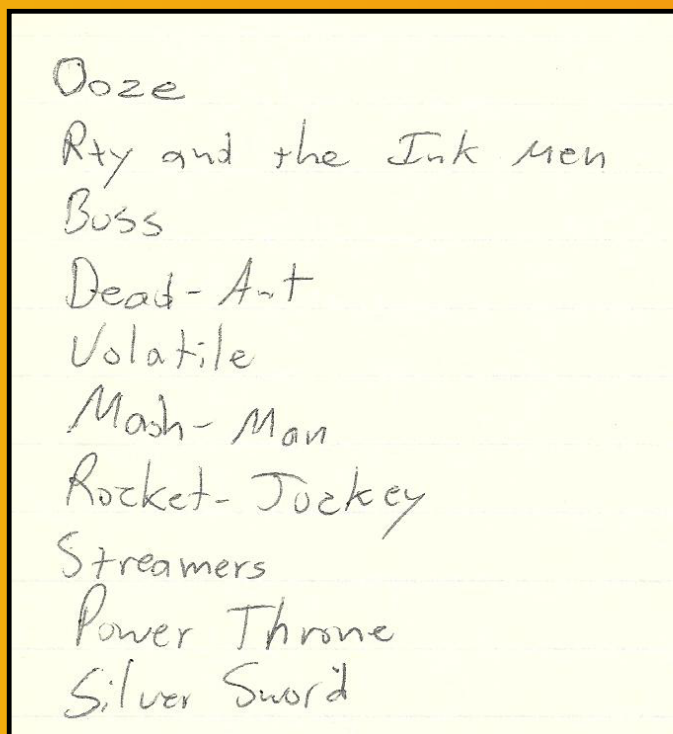 Ooze
Rty and the Ink Men
Boss
Dead-Ant
Volatile
Mash-Man
Rocket-Jockey
Streamers
Power Throne
Silver Sword